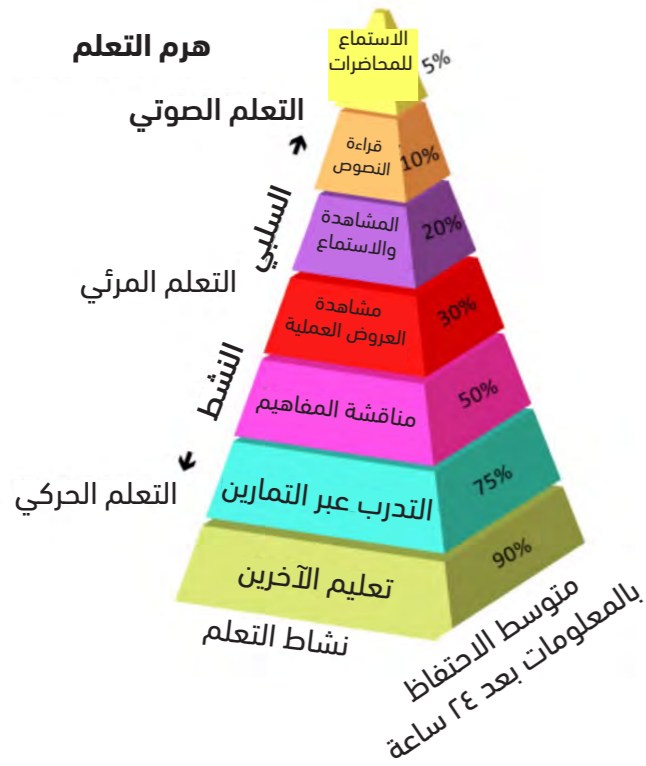 هرم التعلم
الاستماع
للمحاضرات
5%
التعلم الصوتي
قراءة
النصوص
10%
السلبي
المشاهدة
والاستماع
20%
التعلم المرئي
مشاهدة
العروض العملية
30%
النشط
مناقشة المفاهيم
50%
التعلم الحركي
التدرب عبر التمارين
75%
تعليم الآخرين
90%
نشاط التعلم
متوسط الاحتفاظ
بالمعلومات بعد ٢٤ ساعة